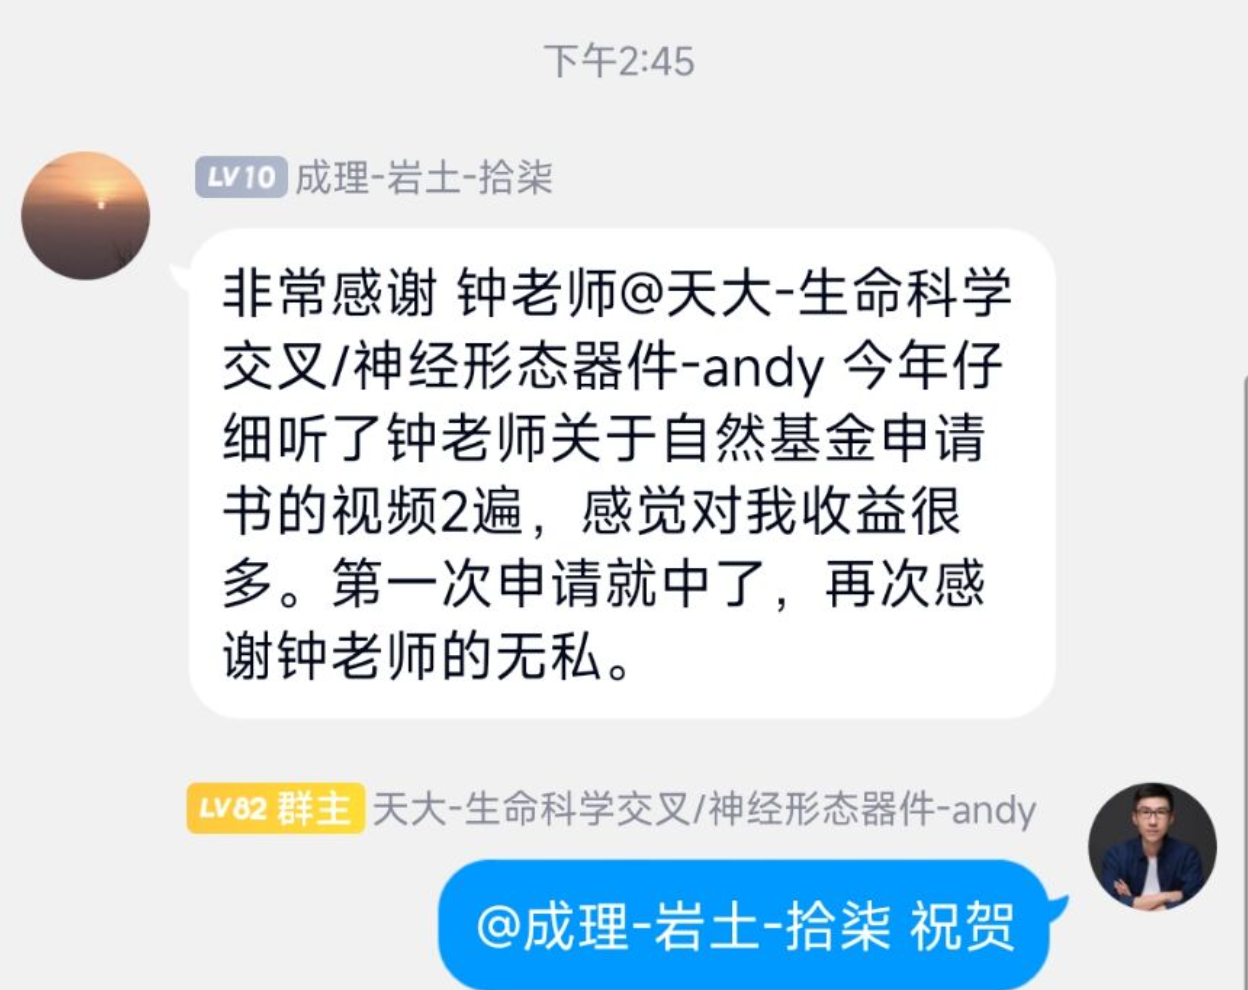 下午2:45
LV10 成理-岩土-拾柒
非常感谢 钟老师@天大-生命科学
交叉/神经形态器件-andy 今年仔
细听了钟老师关于自然基金申请
书的视频2遍，感觉对我收益很
多。第一次申请就中了，再次感
谢钟老师的无私。
LV82 群主 天大-生命科学交叉/神经形态器件-andy
@成理-岩土-拾柒 祝贺